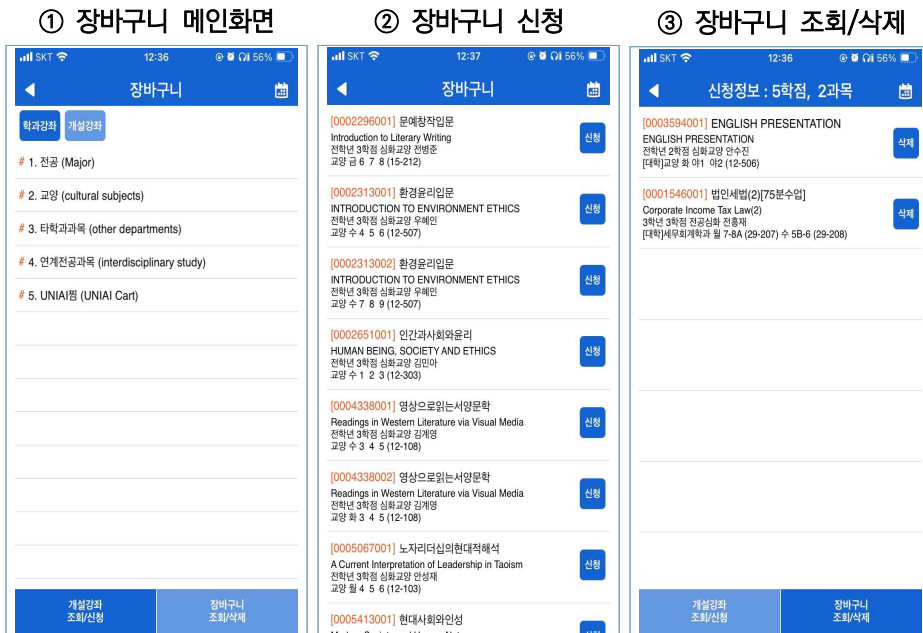 ① 장바구니 메인화면
SKT 12:36 56%
장바구니
학과강좌 개설강좌
# 1. 전공 (Major)
# 2. 교양 (cultural subjects)
# 3. 타학과과목 (other departments)
# 4. 연계전공과목 (interdisciplinary study)
# 5. UNIAI찜 (UNIAI Cart)
개설강좌
조회/신청
장바구니
조회/삭제
② 장바구니 신청
SKT 12:37 56%
장바구니
[0002296001] 문예창작입문
Introduction to Literary Writing
전학년 3학점 심화교양 전병준
교양 금 6 7 8 (15-212)
신청
[0002313001] 환경윤리입문
INTRODUCTION TO ENVIRONMENT ETHICS
전학년 3학점 심화교양 우혜인
교양 수 4 5 6 (12-507)
신청
[0002313002] 환경윤리입문
INTRODUCTION TO ENVIRONMENT ETHICS
전학년 3학점 심화교양 우혜인
교양 수 7 8 9 (12-507)
신청
[0002651001] 인간과사회와윤리
HUMAN BEING, SOCIETY AND ETHICS
전학년 3학점 심화교양 김민아
교양 수 1 2 3 (12-303)
신청
[0004338001] 영상으로읽는서양문학
Readings in Western Literature via Visual Media
전학년 3학점 심화교양 김계영
교양 수 3 4 5 (12-108)
신청
[0004338002] 영상으로읽는서양문학
Readings in Western Literature via Visual Media
전학년 3학점 심화교양 김계영
교양 화 3 4 5 (12-108)
신청
[0005067001] 노자리더십의현대적해석
A Current Interpretation of Leadership in Taoism
전학년 3학점 심화교양 안성재
교양 월 4 5 6 (12-103)
신청
[0005413001] 현대사회와인성
③ 장바구니 조회/삭제
SKT 12:36 56%
신청정보 : 5학점, 2과목
[0003594001] ENGLISH PRESENTATION
ENGLISH PRESENTATION
전학년 2학점 심화교양 안수진
[대학]교양 화 야1 야2 (12-506)
삭제
[0001546001] 법인세법(2)[75분수업]
Corporate Income Tax Law(2)
3학년 3학점 전공심화 전홍재
[대학]세무회계학과 월 7-8A (29-207) 수 5B-6 (29-208)
삭제
개설강좌
조회/신청
장바구니
조회/삭제